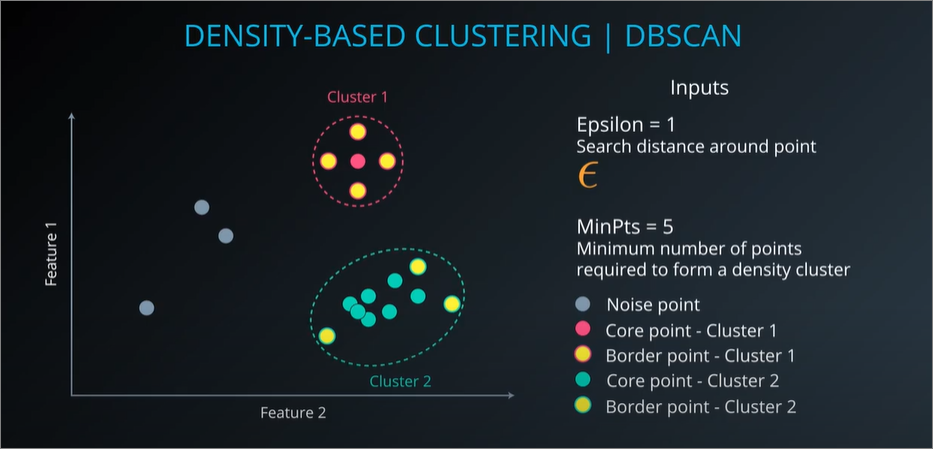 DENSITY-BASED CLUSTERING | DBSCAN
Cluster 1
Feature 1
Cluster 2
Feature 2
Inputs
Epsilon = 1
Search distance around point
ϵ
MinPts = 5
Minimum number of points
required to form a density cluster
Noise point
Core point - Cluster 1
Border point - Cluster 1
Core point - Cluster 2
Border point - Cluster 2